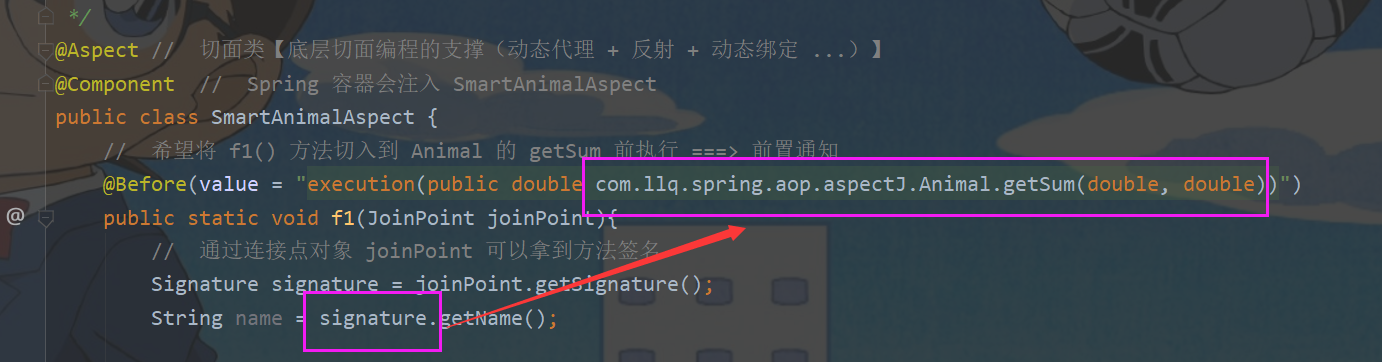 */
@Aspect //  切面类【底层切面编程的支撑（动态代理 + 反射 + 动态绑定 ...）】
@Component  //  Spring 容器会注入 SmartAnimalAspect
public class SmartAnimalAspect {
//  希望将 f1() 方法切入到 Animal 的 getSum 前执行 ===> 前置通知
@Before(value = "execution(public double com.llq.spring.aop.aspectJ.Animal.getSum(double, double))")
@ public static void f1(JoinPoint joinPoint){
//  通过连接点对象 joinPoint 可以拿到方法签名
Signature signature = joinPoint.getSignature();
String name = signature.getName();